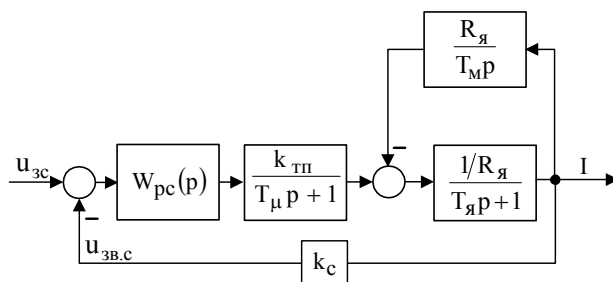 R_я
T_м p
−
u_зс
W_рс(p)
k_тп
T_μ p + 1
1/R_я
T_я p + 1
I
−
u_зв.с
k_с